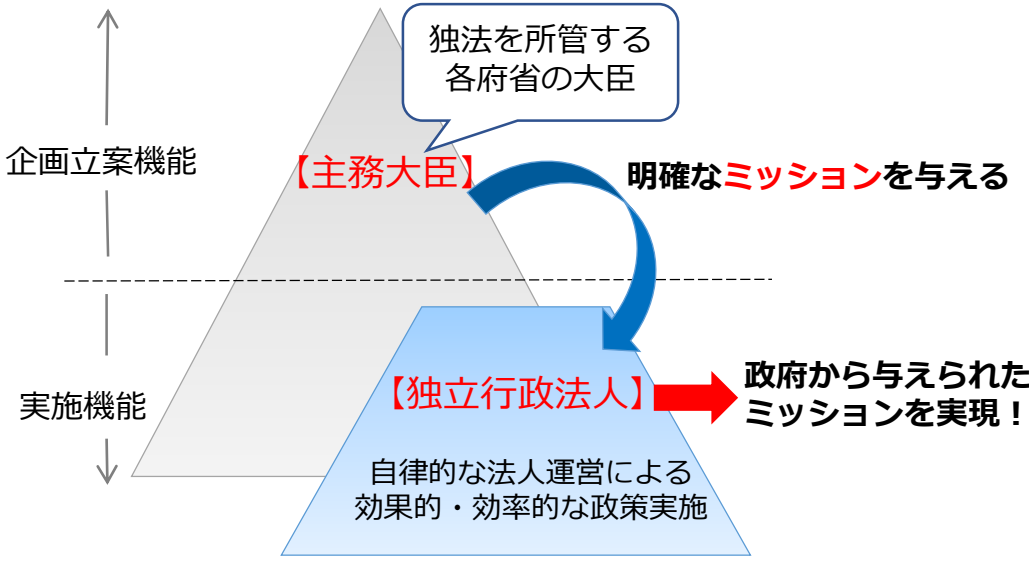 独法を所管する
各府省の大臣
企画立案機能
【主務大臣】
明確なミッションを与える
実施機能
【独立行政法人】
政府から与えられた
ミッションを実現！
自律的な法人運営による
効果的・効率的な政策実施